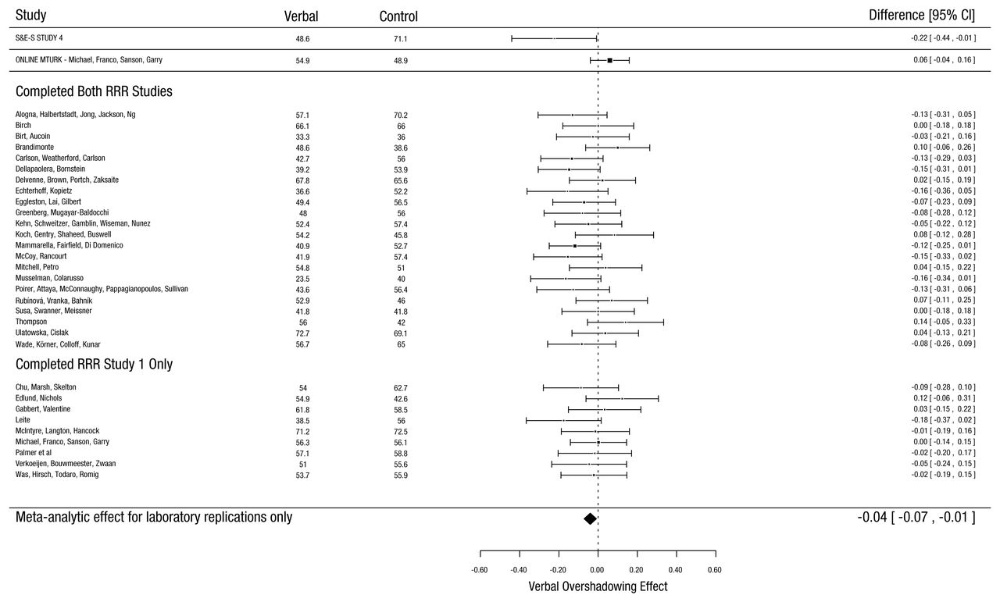 Study Verbal Control Difference [95% CI]
S&E-S STUDY 4 48.6 71.1 -0.22 [ -0.44 , -0.01 ]
ONLINE MTURK - Michael, Franco, Sanson, Garry 54.9 48.9 0.06 [ -0.04 , 0.16 ]
Completed Both RRR Studies
Alogna, Halbertstadt, Jong, Jackson, Ng 57.1 70.2 -0.13 [ -0.31 , 0.05 ]
Birch 66.1 66 0.00 [ -0.18 , 0.18 ]
Birt, Aucoin 33.3 36 -0.03 [ -0.21 , 0.16 ]
Brandimonte 48.6 38.6 0.10 [ -0.06 , 0.26 ]
Carlson, Weatherford, Carlson 42.7 56 -0.13 [ -0.29 , 0.03 ]
Dellapaolera, Bornstein 39.2 53.9 -0.15 [ -0.31 , 0.01 ]
Delvenne, Brown, Portch, Zaksaite 67.8 65.6 0.02 [ -0.15 , 0.19 ]
Echterhoff, Kopietz 36.6 52.2 -0.16 [ -0.36 , 0.05 ]
Eggleston, Lai, Gilbert 49.4 56.5 -0.07 [ -0.23 , 0.09 ]
Greenberg, Mugayar-Baldocchi 48 56 -0.08 [ -0.28 , 0.12 ]
Kehn, Schweitzer, Gamblin, Wiseman, Nunez 52.4 57.4 -0.05 [ -0.22 , 0.12 ]
Koch, Gentry, Shaheed, Buswell 54.2 45.8 0.08 [ -0.12 , 0.28 ]
Mammarella, Fairfield, Di Domenico 40.9 52.7 -0.12 [ -0.25 , 0.01 ]
McCoy, Rancourt 41.9 57.4 -0.15 [ -0.33 , 0.02 ]
Mitchell, Petro 54.8 51 0.04 [ -0.15 , 0.22 ]
Musselman, Colarusso 23.5 40 -0.16 [ -0.34 , 0.01 ]
Poirer, Attaya, McConnaughy, Pappagianopoulos, Sullivan 43.6 56.4 -0.13 [ -0.31 , 0.06 ]
Rubínová, Vranka, Bahník 52.9 46 0.07 [ -0.11 , 0.25 ]
Susa, Swanner, Meissner 41.8 41.8 0.00 [ -0.18 , 0.18 ]
Thompson 56 42 0.14 [ -0.05 , 0.33 ]
Ulatowska, Cislak 72.7 69.1 0.04 [ -0.13 , 0.21 ]
Wade, Körner, Colloff, Kunar 56.7 65 -0.08 [ -0.26 , 0.09 ]
Completed RRR Study 1 Only
Chu, Marsh, Skelton 54 62.7 -0.09 [ -0.28 , 0.10 ]
Edlund, Nichols 54.9 42.6 0.12 [ -0.06 , 0.31 ]
Gabbert, Valentine 61.8 58.5 0.03 [ -0.15 , 0.22 ]
Leite 38.5 56 -0.18 [ -0.37 , 0.02 ]
McIntyre, Langton, Hancock 71.2 72.5 -0.01 [ -0.19 , 0.16 ]
Michael, Franco, Sanson, Garry 56.3 56.1 0.00 [ -0.14 , 0.15 ]
Palmer et al 57.1 58.8 -0.02 [ -0.20 , 0.17 ]
Verkoeijen, Bouwmeester, Zwaan 51 55.6 -0.05 [ -0.24 , 0.15 ]
Was, Hirsch, Todaro, Romig 53.7 55.9 -0.02 [ -0.19 , 0.15 ]
Meta-analytic effect for laboratory replications only -0.04 [ -0.07 , -0.01 ]
-0.60 -0.40 -0.20 0.00 0.20 0.40 0.60
Verbal Overshadowing Effect